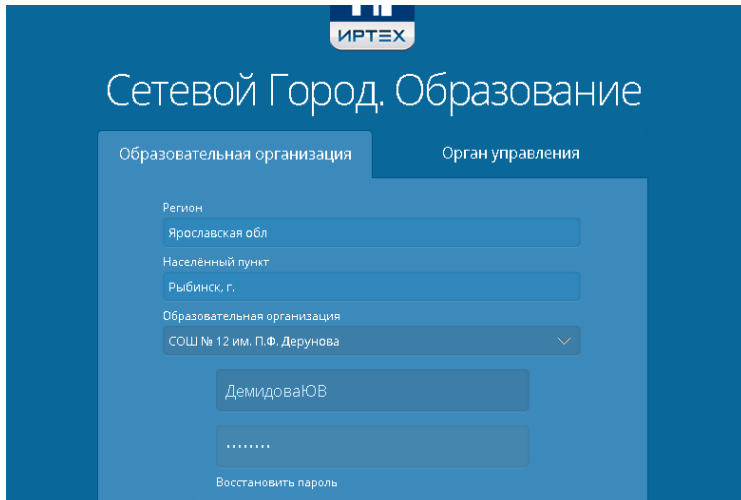 ИРТЕХ
Сетевой Город. Образование
Образовательная организация
Орган управления
Регион
Ярославская обл
Населённый пункт
Рыбинск, г.
Образовательная организация
СОШ № 12 им. П.Ф. Дерунова
ДемидоваЮВ
........
Восстановить пароль